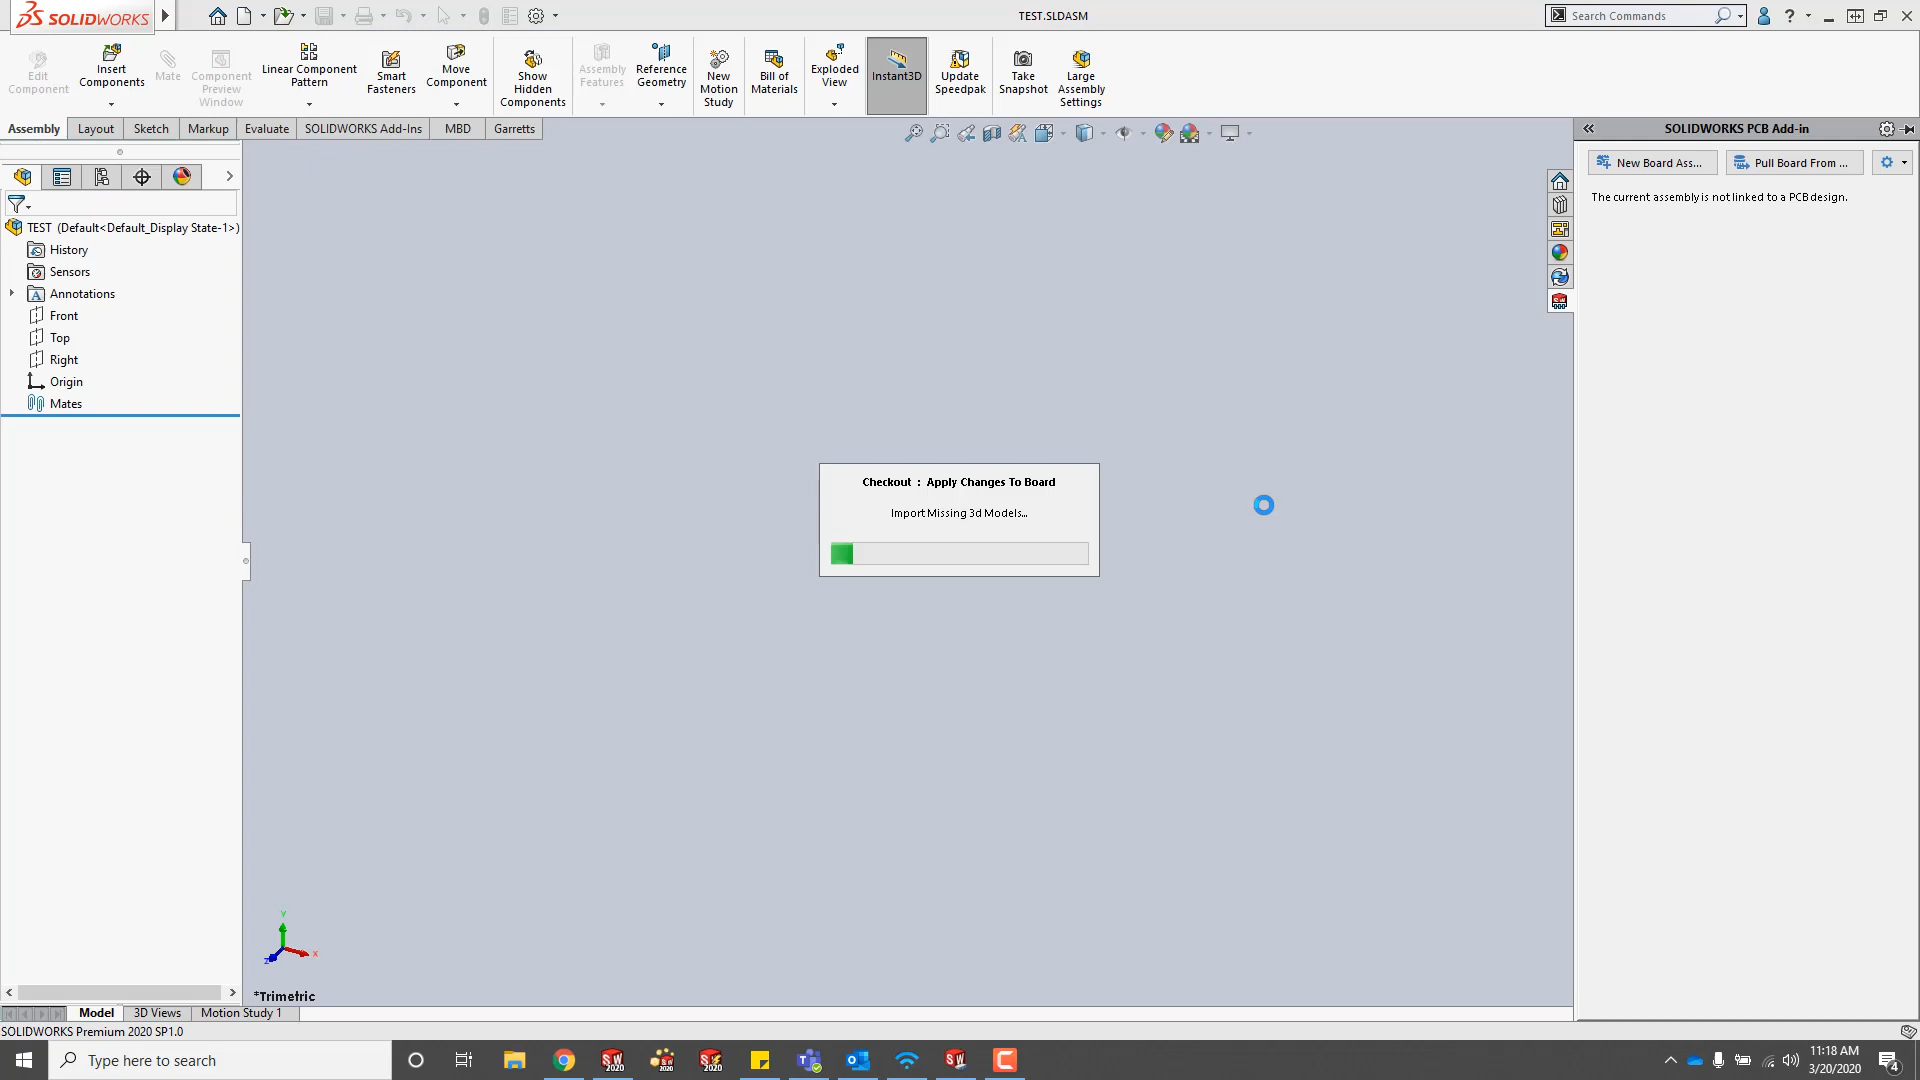 SOLIDWORKS
TEST.SLDASM
Search Commands
Edit
Component
Insert
Components
Mate
Component
Preview
Window
Linear Component
Pattern
Smart
Fasteners
Move
Component
Show
Hidden
Components
Assembly
Features
Reference
Geometry
New
Motion
Study
Bill of
Materials
Exploded
View
Instant3D
Update
Speedpak
Take
Snapshot
Large
Assembly
Settings
Assembly
Layout
Sketch
Markup
Evaluate
SOLIDWORKS Add-Ins
MBD
Garretts
SOLIDWORKS PCB Add-in
New Board Ass...
Pull Board From ...
The current assembly is not linked to a PCB design.
TEST (Default<Default_Display State-1>)
History
Sensors
Annotations
Front
Top
Right
Origin
Mates
Checkout : Apply Changes To Board
Import Missing 3d Models...
Y
X
Z
*Trimetric
Model
3D Views
Motion Study 1
SOLIDWORKS Premium 2020 SP1.0
Type here to search
11:18 AM
3/20/2020
4